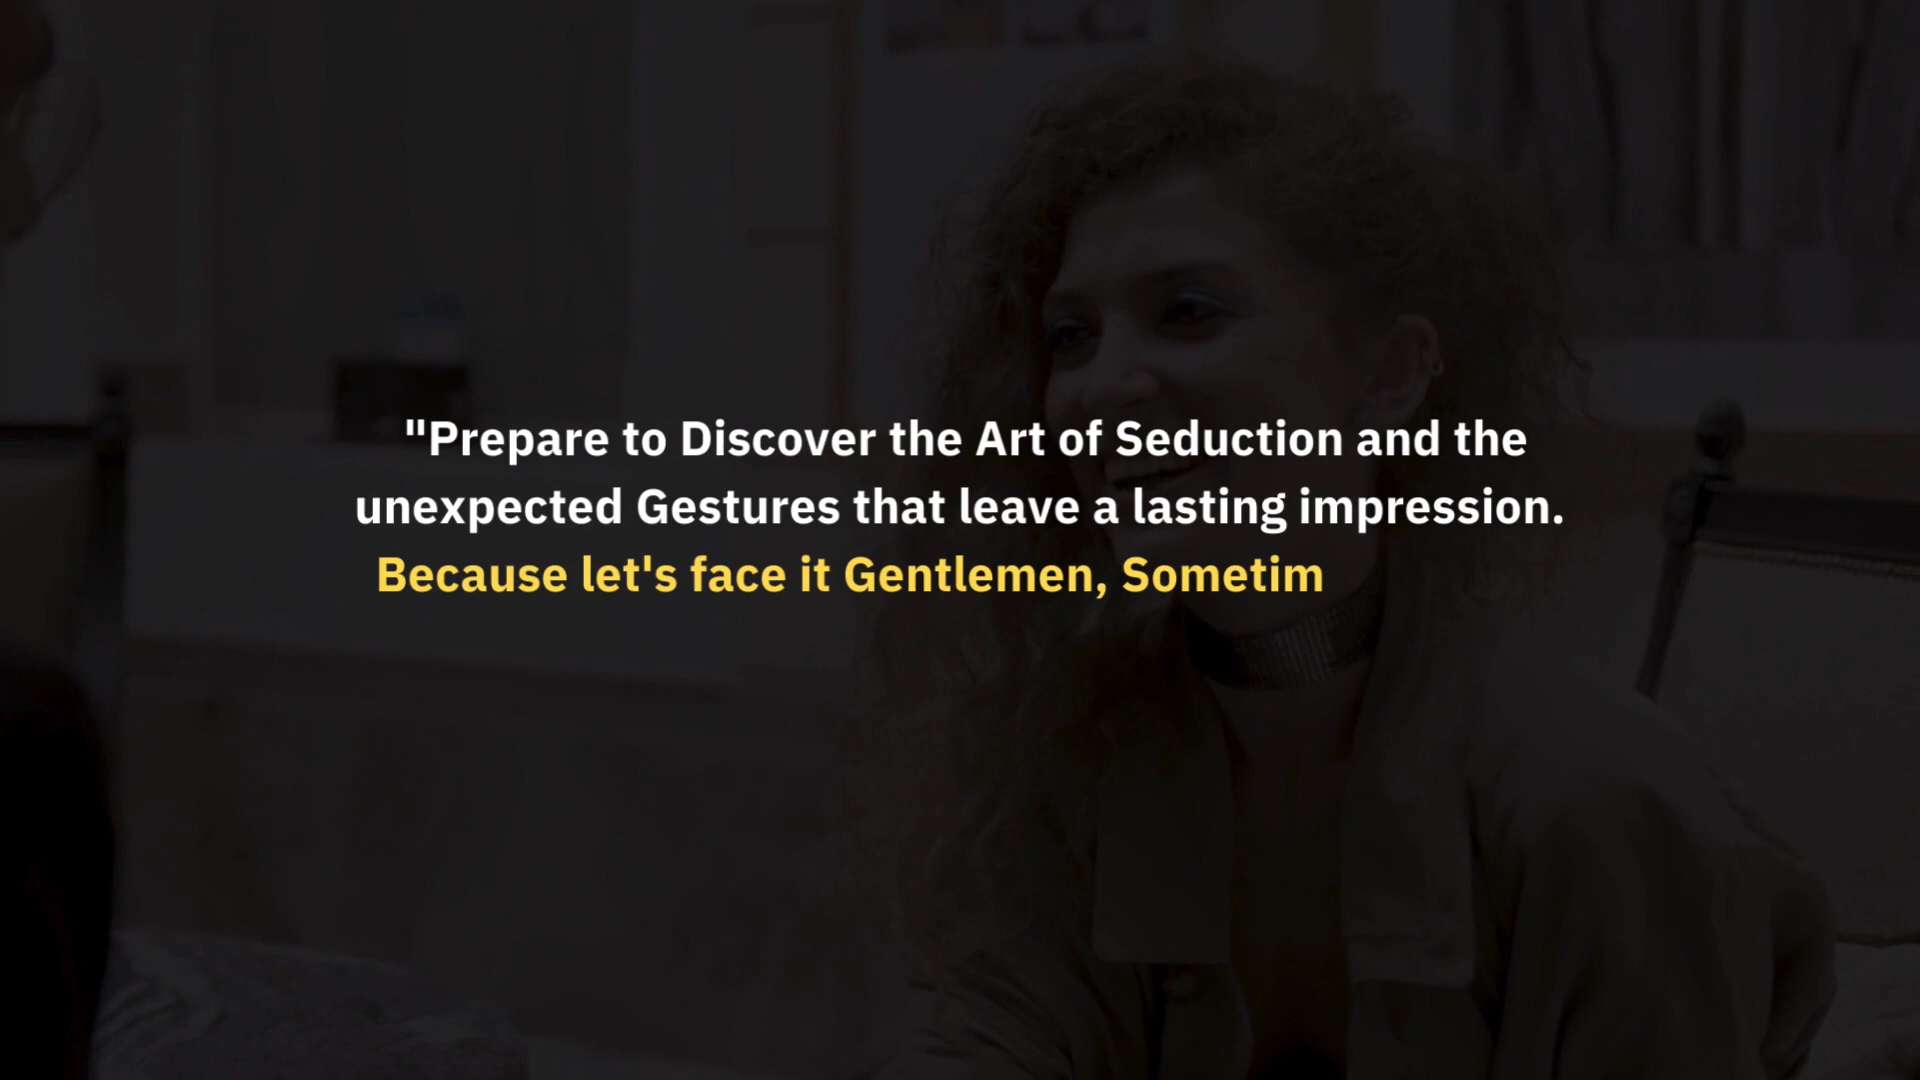 "Prepare to Discover the Art of Seduction and the
unexpected Gestures that leave a lasting impression.
Because let's face it Gentlemen, Sometim